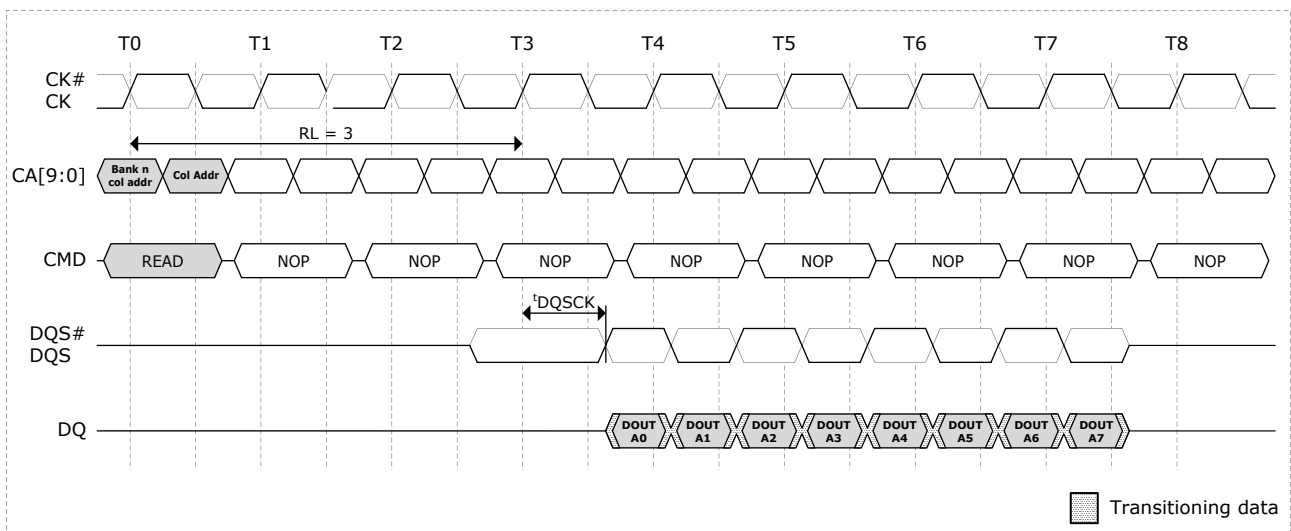 T0 T1 T2 T3 T4 T5 T6 T7 T8
CK#
CK
RL = 3
CA[9:0] Bank n col addr Col Addr
CMD READ NOP NOP NOP NOP NOP NOP NOP NOP
tDQSCK
DQS#
DQS
DQ DOUT A0 DOUT A1 DOUT A2 DOUT A3 DOUT A4 DOUT A5 DOUT A6 DOUT A7
Transitioning data